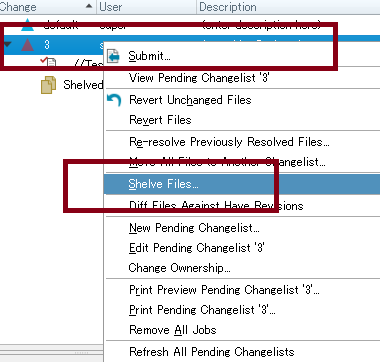 Change User Description
default super (enter description here)
3 s
Submit...
//Tes
View Pending Changelist '3'
Shelved
Revert Unchanged Files
Revert Files
Re-resolve Previously Resolved Files...
Move All Files to Another Changelist...
Shelve Files...
Diff Files Against Have Revisions
New Pending Changelist...
Edit Pending Changelist '3'
Change Ownership...
Print Preview Pending Changelist '3'...
Print Pending Changelist '3'...
Remove All Jobs
Refresh All Pending Changelists